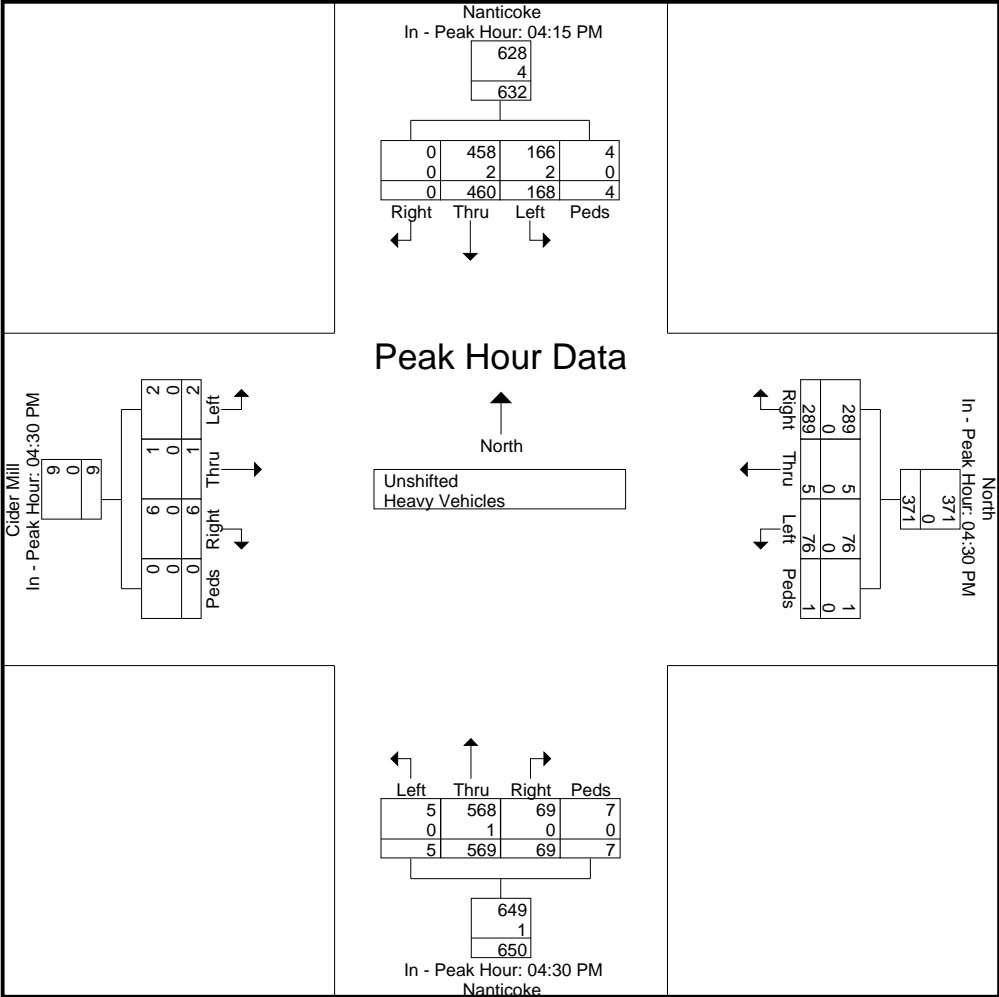 Nanticoke
In - Peak Hour: 04:15 PM
628
4
632
0 458 166 4
0 2 2 0
0 460 168 4
Right Thru Left Peds
Peak Hour Data
North
Unshifted
Heavy Vehicles
Cider Mill
In - Peak Hour: 04:30 PM
9
0
9
2 1 6 0
0 0 0 0
2 1 6 0
Left Thru Right Peds
North
In - Peak Hour: 04:30 PM
371
0
371
289 5 76 1
0 0 0 0
289 5 76 1
Right Thru Left Peds
Left Thru Right Peds
5 568 69 7
0 1 0 0
5 569 69 7
649
1
650
In - Peak Hour: 04:30 PM
Nanticoke